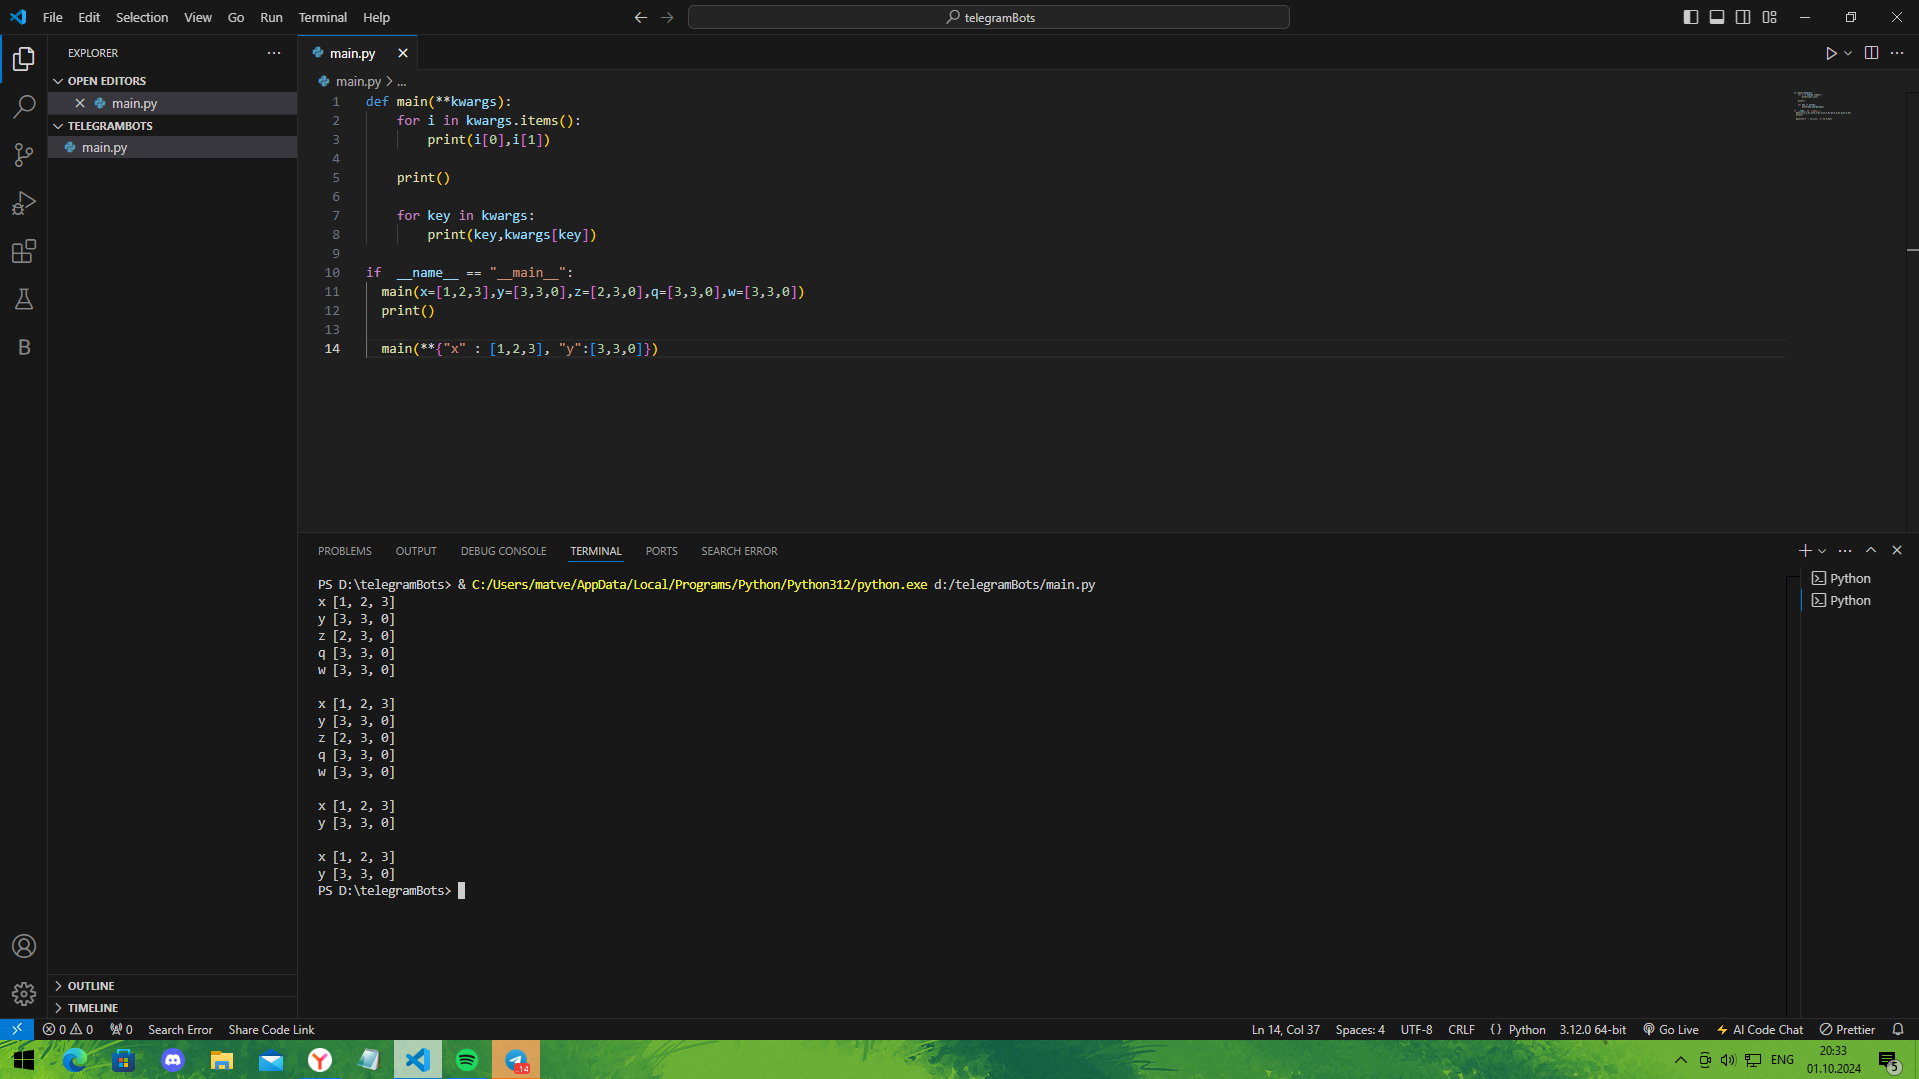 File Edit Selection View Go Run Terminal Help
telegramBots
EXPLORER
OPEN EDITORS
main.py
TELEGRAMBOTS
main.py
OUTLINE
TIMELINE
main.py
main.py > ...
1 def main(**kwargs):
2 for i in kwargs.items():
3 print(i[0],i[1])
4
5 print()
6
7 for key in kwargs:
8 print(key,kwargs[key])
9
10 if __name__ == "__main__":
11 main(x=[1,2,3],y=[3,3,0],z=[2,3,0],q=[3,3,0],w=[3,3,0])
12 print()
13
14 main(**{"x" : [1,2,3], "y":[3,3,0]})
PROBLEMS OUTPUT DEBUG CONSOLE TERMINAL PORTS SEARCH ERROR
PS D:\telegramBots> & C:/Users/matve/AppData/Local/Programs/Python/Python312/python.exe d:/telegramBots/main.py
x [1, 2, 3]
y [3, 3, 0]
z [2, 3, 0]
q [3, 3, 0]
w [3, 3, 0]
x [1, 2, 3]
y [3, 3, 0]
z [2, 3, 0]
q [3, 3, 0]
w [3, 3, 0]
x [1, 2, 3]
y [3, 3, 0]
x [1, 2, 3]
y [3, 3, 0]
PS D:\telegramBots>
Python
Python
0 0 0 Search Error Share Code Link Ln 14, Col 37 Spaces: 4 UTF-8 CRLF {} Python 3.12.0 64-bit Go Live AI Code Chat Prettier
14
ENG
20:33
01.10.2024
5